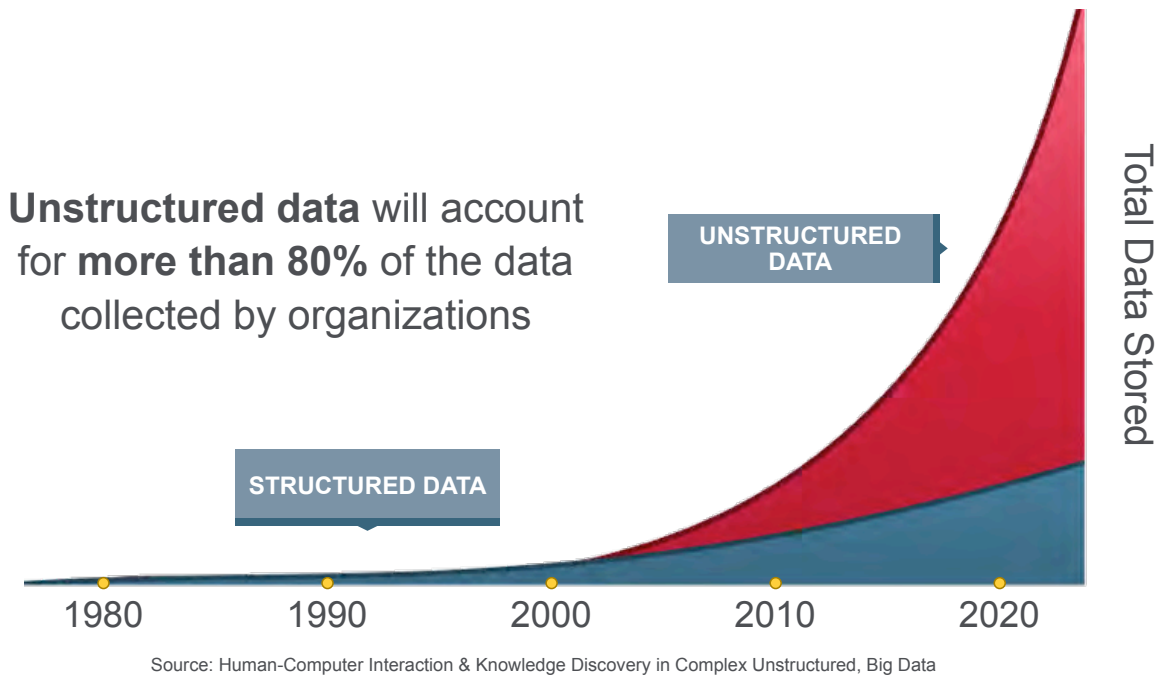 Unstructured data will account
for more than 80% of the data
collected by organizations
UNSTRUCTURED
DATA
STRUCTURED DATA
Total Data Stored
1980 1990 2000 2010 2020
Source: Human-Computer Interaction & Knowledge Discovery in Complex Unstructured, Big Data